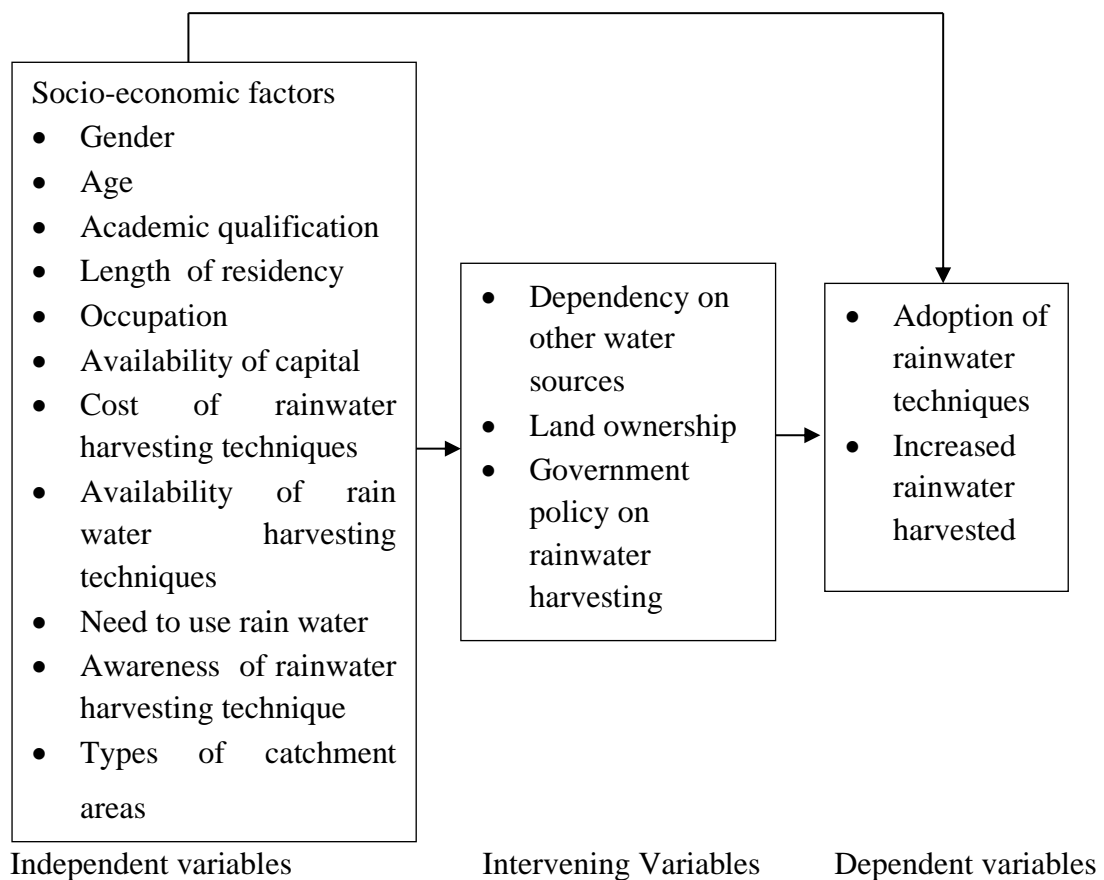 Socio-economic factors
• Gender
• Age
• Academic qualification
• Length of residency
• Occupation
• Availability of capital
• Cost of rainwater
harvesting techniques
• Availability of rain
water harvesting
techniques
• Need to use rain water
• Awareness of rainwater
harvesting technique
• Types of catchment
areas
• Dependency on
other water
sources
• Land ownership
• Government
policy on
rainwater
harvesting
• Adoption of
rainwater
techniques
• Increased
rainwater
harvested
Independent variables
Intervening Variables
Dependent variables